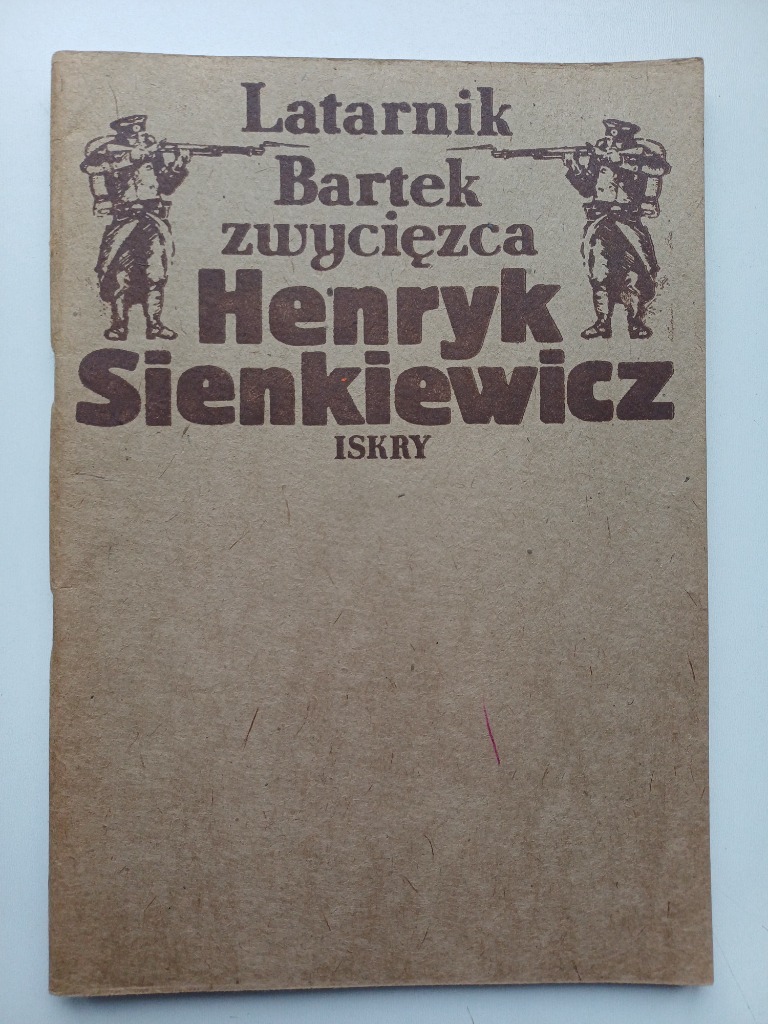 Latarnik
Bartek
zwycięzca
Henryk
Sienkiewicz
ISKRY